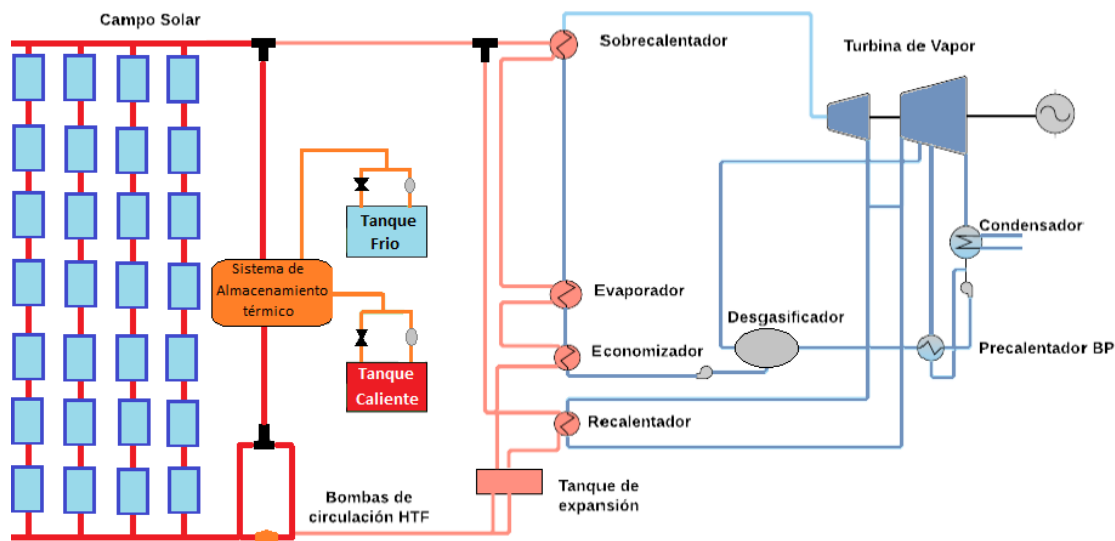 Campo Solar
Sobrecalentador
Turbina de Vapor
Tanque
Frio
Condensador
Sistema de
Almacenamiento
térmico
Evaporador
Desgasificador
Economizador
Precalentador BP
Tanque
Caliente
Recalentador
Bombas de
circulación HTF
Tanque de
expansión